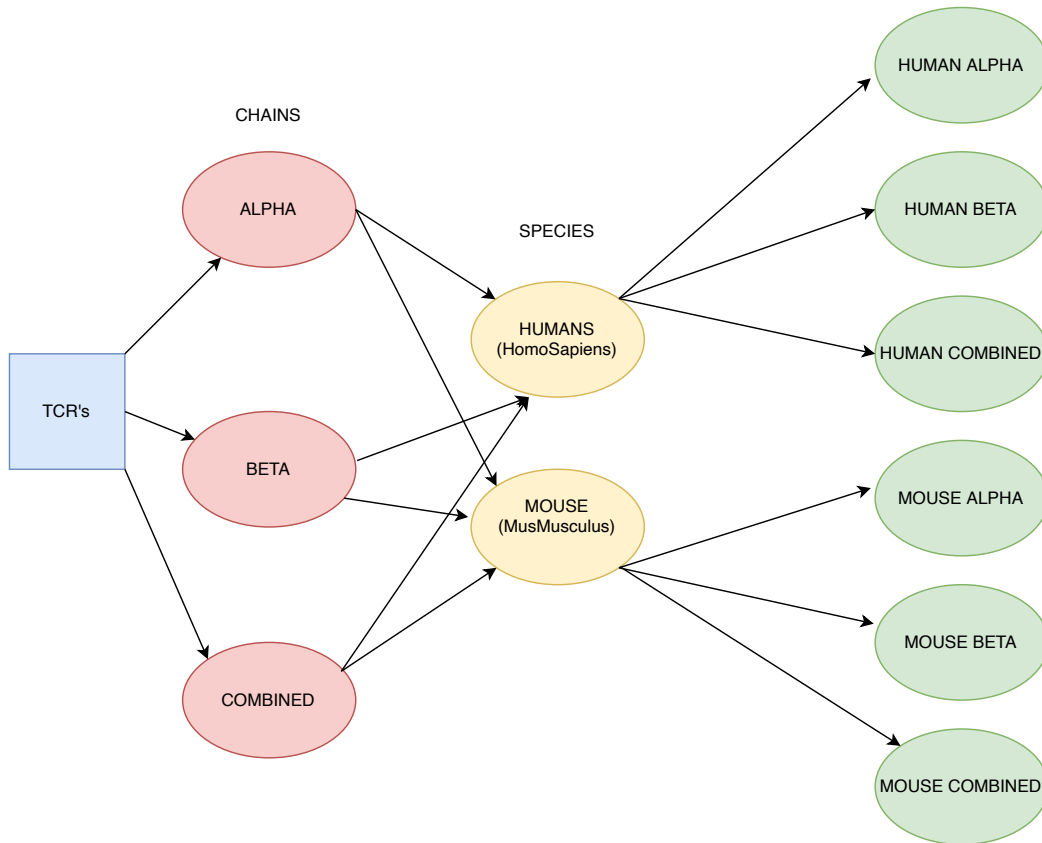 CHAINS
SPECIES
TCR's
ALPHA
BETA
COMBINED
HUMANS
(HomoSapiens)
MOUSE
(MusMusculus)
HUMAN ALPHA
HUMAN BETA
HUMAN COMBINED
MOUSE ALPHA
MOUSE BETA
MOUSE COMBINED